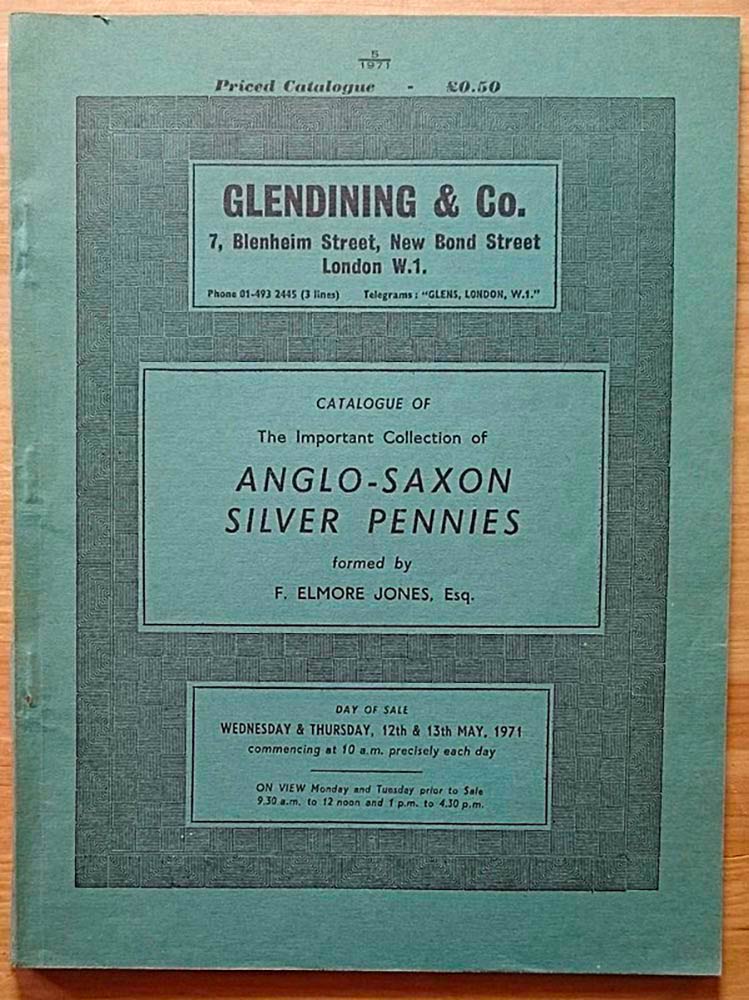 5
1971
Priced Catalogue - £0.50
GLENDINING & Co.
7, Blenheim Street, New Bond Street
London W.1.
Phone 01-493 2445 (3 lines) Telegrams: "GLENS, LONDON, W.1."
CATALOGUE OF
The Important Collection of
ANGLO-SAXON
SILVER PENNIES
formed by
F. ELMORE JONES, Esq.
DAY OF SALE
WEDNESDAY & THURSDAY, 12th & 13th MAY, 1971
commencing at 10 a.m. precisely each day
ON VIEW Monday and Tuesday prior to Sale
9.30 a.m. to 12 noon and 1 p.m. to 4.30 p.m.